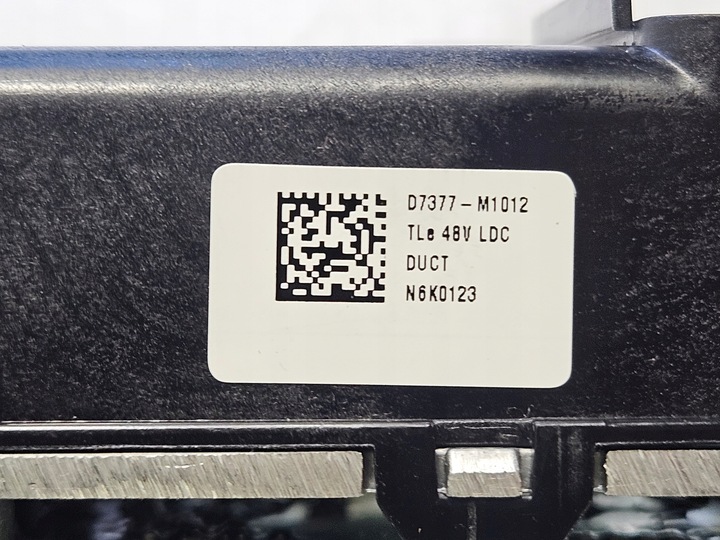 D7377-M1012
TLe 48V LDC
DUCT
N6K0123